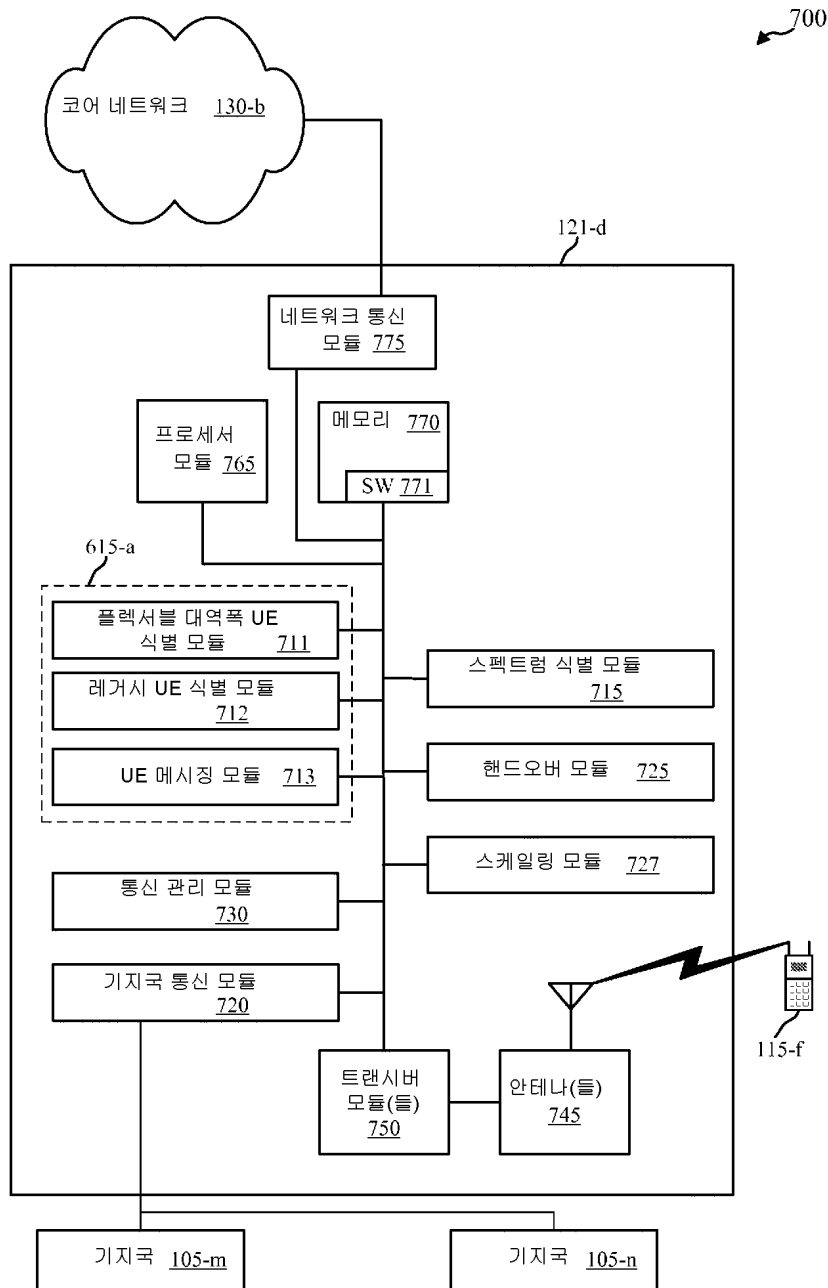 700
코어 네트워크 130-b
121-d
네트워크 통신
모듈 775
프로세서
모듈 765
메모리 770
SW 771
615-a
플렉서블 대역폭 UE
식별 모듈 711
레거시 UE 식별 모듈
712
UE 메시징 모듈 713
스펙트럼 식별 모듈
715
핸드오버 모듈 725
스케일링 모듈 727
통신 관리 모듈
730
기지국 통신 모듈
720
115-f
트랜시버
모듈(들)
750
안테나(들)
745
기지국 105-m
기지국 105-n